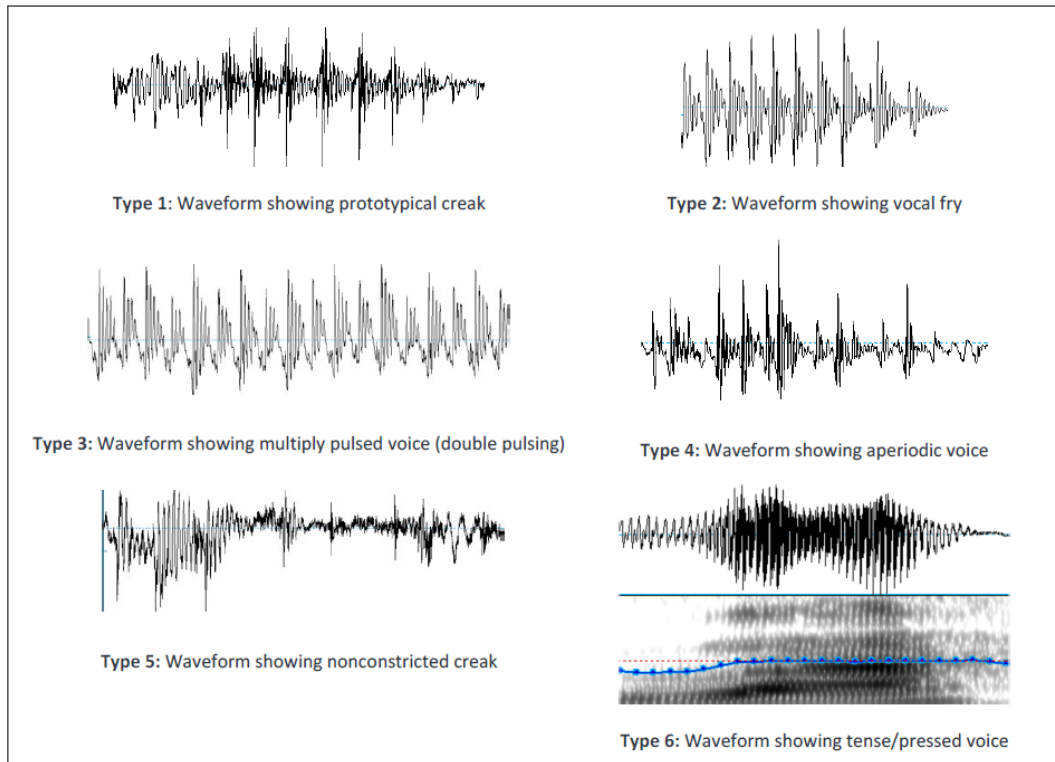 Type 1: Waveform showing prototypical creak
Type 2: Waveform showing vocal fry
Type 3: Waveform showing multiply pulsed voice (double pulsing)
Type 4: Waveform showing aperiodic voice
Type 5: Waveform showing nonconstricted creak
Type 6: Waveform showing tense/pressed voice